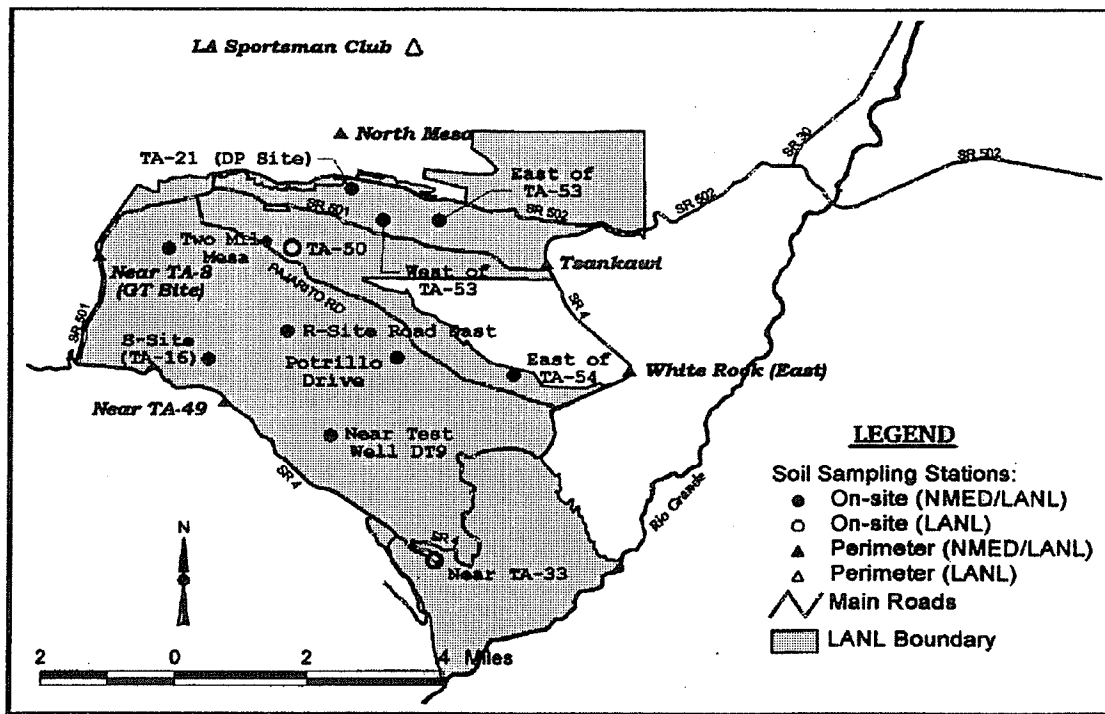 LA Sportsman Club
North Mesa
TA-21 (DP Site)
East of
TA-53
SR 30
SR 502
SR 502
SR 502
SR 501
Two Mile
Mesa
TA-50
West of
TA-53
Tsankawi
Near TA-8
(GT Site)
PAJARITO RD
SR 4
SR 501
R-Site Road East
S-Site
(TA-16)
Potrillo
Drive
East of
TA-54
White Rock (East)
Near TA-49
Near Test
Well DT9
SR 4
Rio Grande
SR 4
Near TA-33
LEGEND
Soil Sampling Stations:
On-site (NMED/LANL)
On-site (LANL)
Perimeter (NMED/LANL)
Perimeter (LANL)
Main Roads
LANL Boundary
N
2 0 2 4 Miles